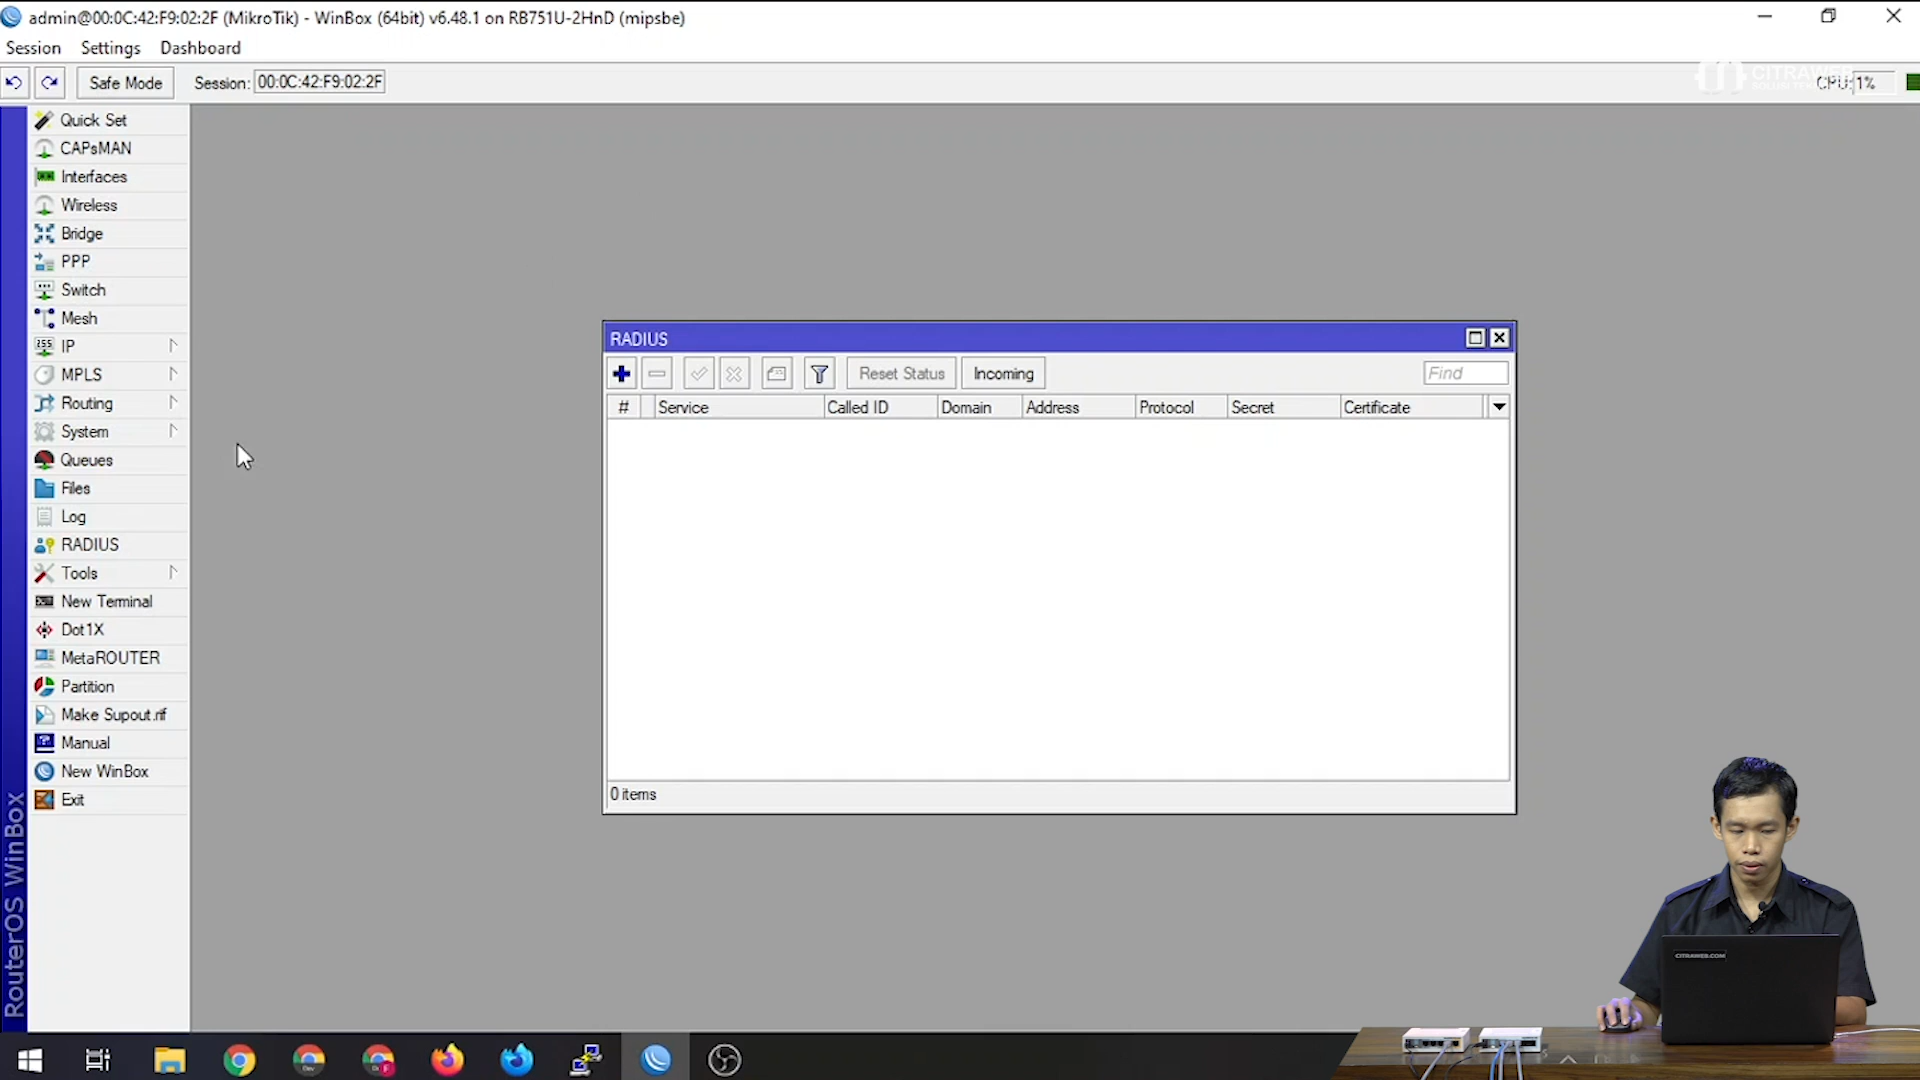 admin@00:0C:42:F9:02:2F (MikroTik) - WinBox (64bit) v6.48.1 on RB751U-2HnD (mipsbe)
Session Settings Dashboard
Safe Mode Session: 00:0C:42:F9:02:2F
CITRAWEB
CPU: 1%
Quick Set
CAPsMAN
Interfaces
Wireless
Bridge
PPP
Switch
Mesh
IP
MPLS
Routing
System
Queues
Files
Log
RADIUS
Tools
New Terminal
Dot1X
MetaROUTER
Partition
Make Supout.rif
Manual
New WinBox
Exit
RouterOS WinBox
RADIUS
Reset Status Incoming Find
# Service Called ID Domain Address Protocol Secret Certificate
0 items
CITRAWEB.COM